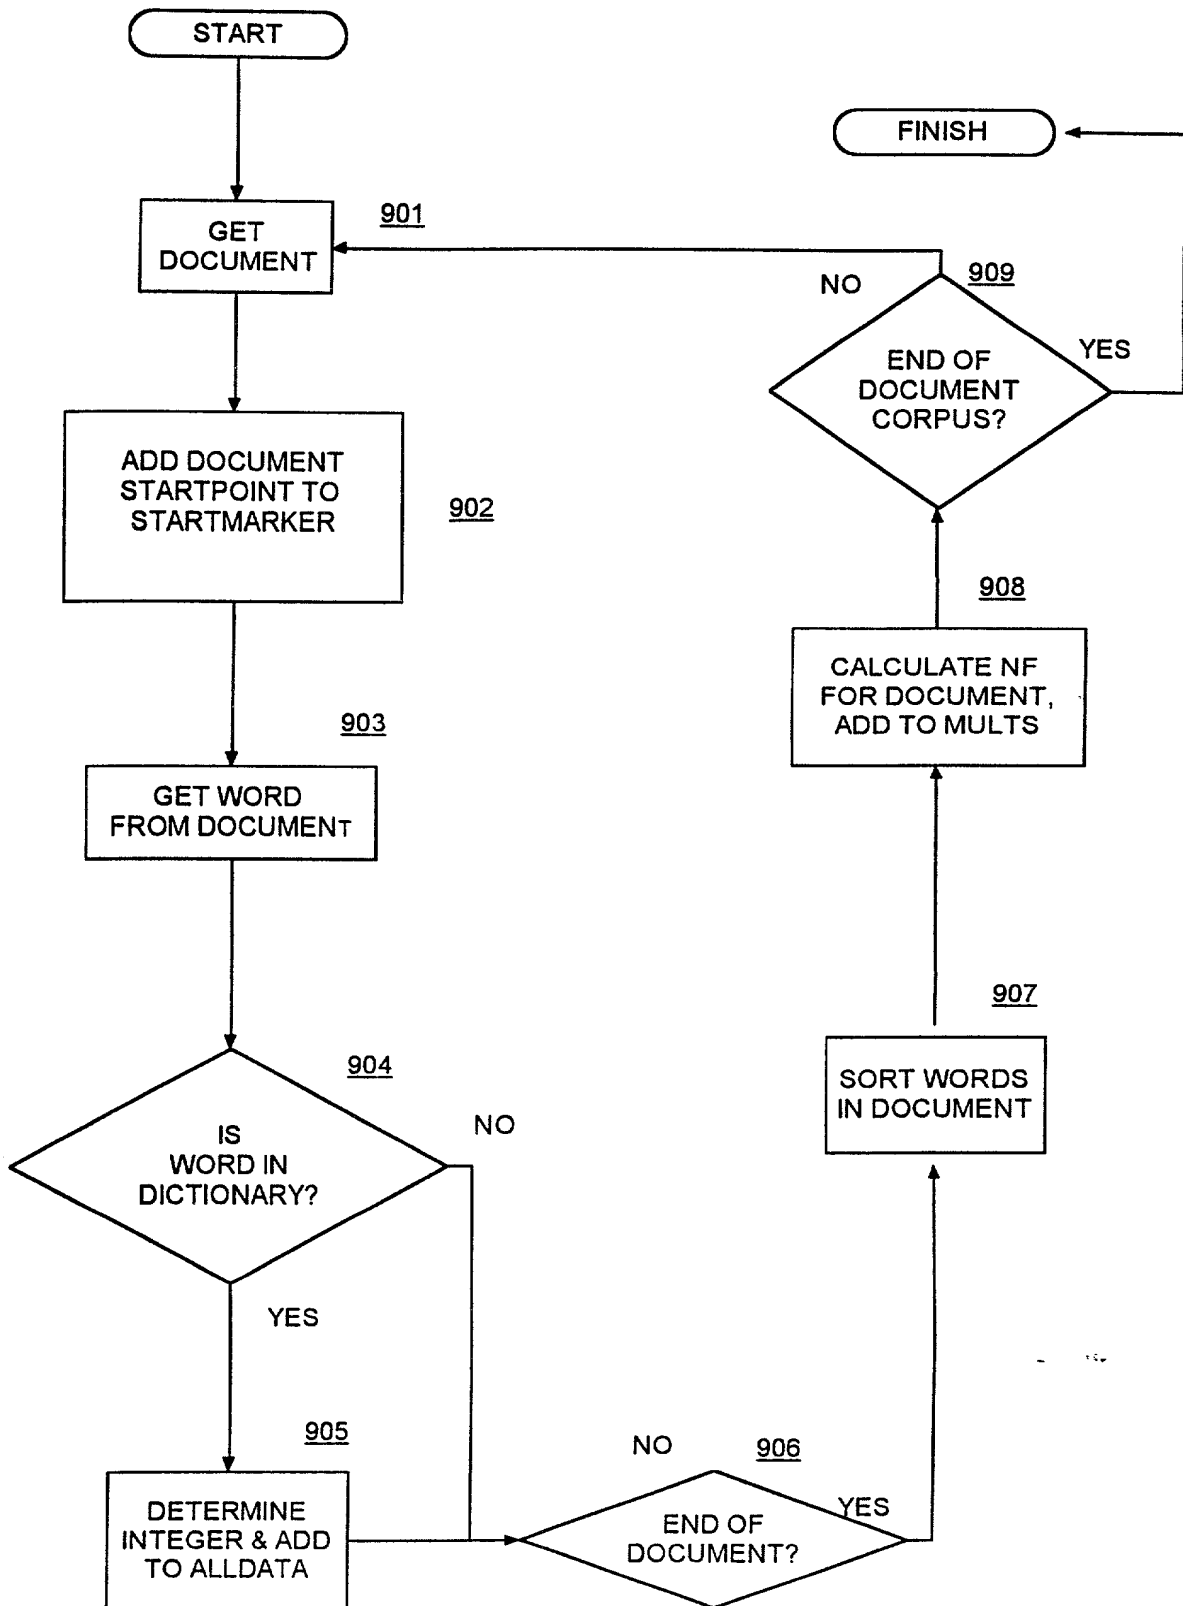 START
GET
DOCUMENT
901
ADD DOCUMENT
STARTPOINT TO
STARTMARKER
902
903
GET WORD
FROM DOCUMENT
904
IS
WORD IN
DICTIONARY?
NO
YES
905
DETERMINE
INTEGER & ADD
TO ALLDATA
NO
906
END OF
DOCUMENT?
YES
907
SORT WORDS
IN DOCUMENT
908
CALCULATE NF
FOR DOCUMENT,
ADD TO MULTS
909
NO
END OF
DOCUMENT
CORPUS?
YES
FINISH